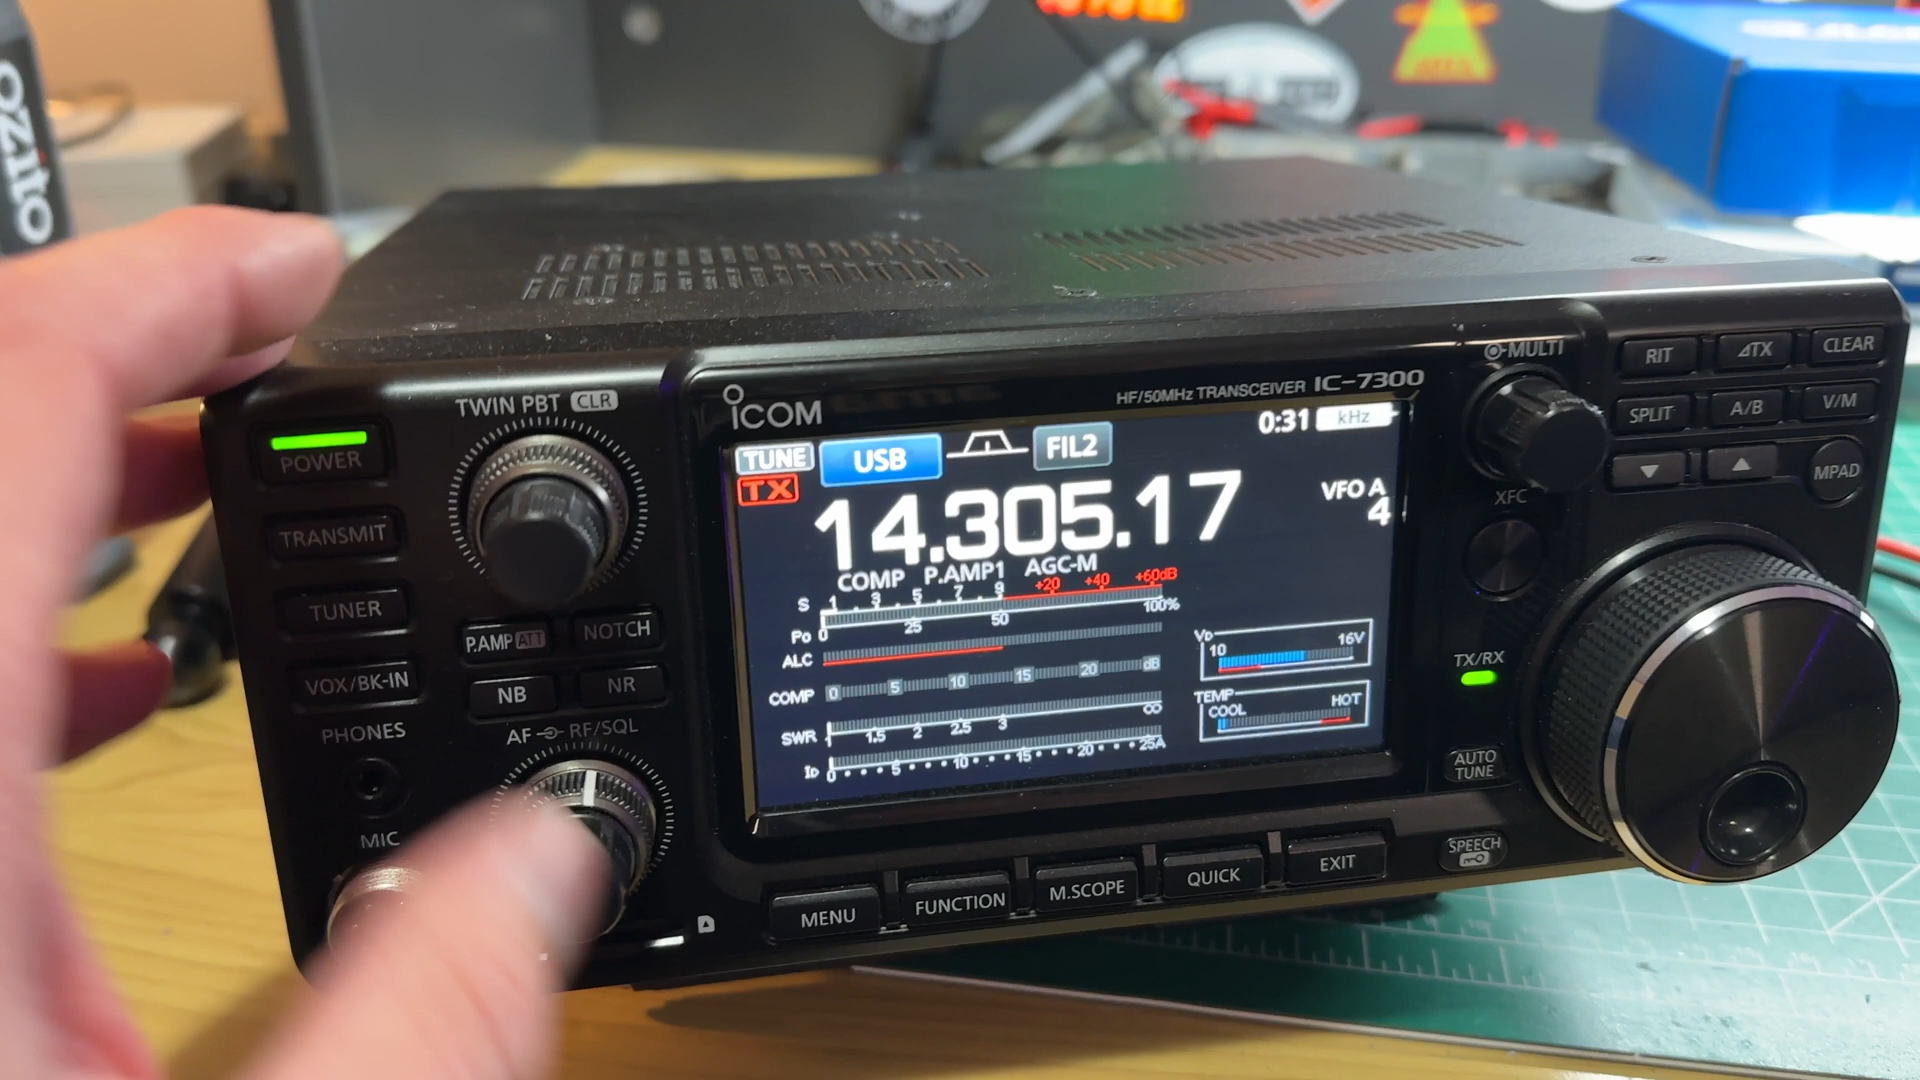 ozito
TWIN PBT CLR
POWER
TRANSMIT
TUNER
VOX/BK-IN
P.AMP ATT
NOTCH
NB
NR
PHONES
AF RF/SQL
MIC
ICOM
HF/50MHz TRANSCEIVER IC-7300
0:31 kHz
TUNE USB FIL2
TX
14.305.17
VFO A
4
COMP P.AMP1 AGC-M
S 1 3 5 7 9 +20 +40 +60dB
Po 0 25 50 100%
ALC
COMP 0 5 10 15 20 dB
SWR 1.5 2 2.5 3 ∞
ID 0 5 10 15 20 25A
VD
10 16V
TEMP
COOL HOT
MENU
FUNCTION
M.SCOPE
QUICK
EXIT
MULTI
RIT
⊿TX
CLEAR
SPLIT
A/B
V/M
▼
▲
MPAD
XFC
TX/RX
AUTO
TUNE
SPEECH